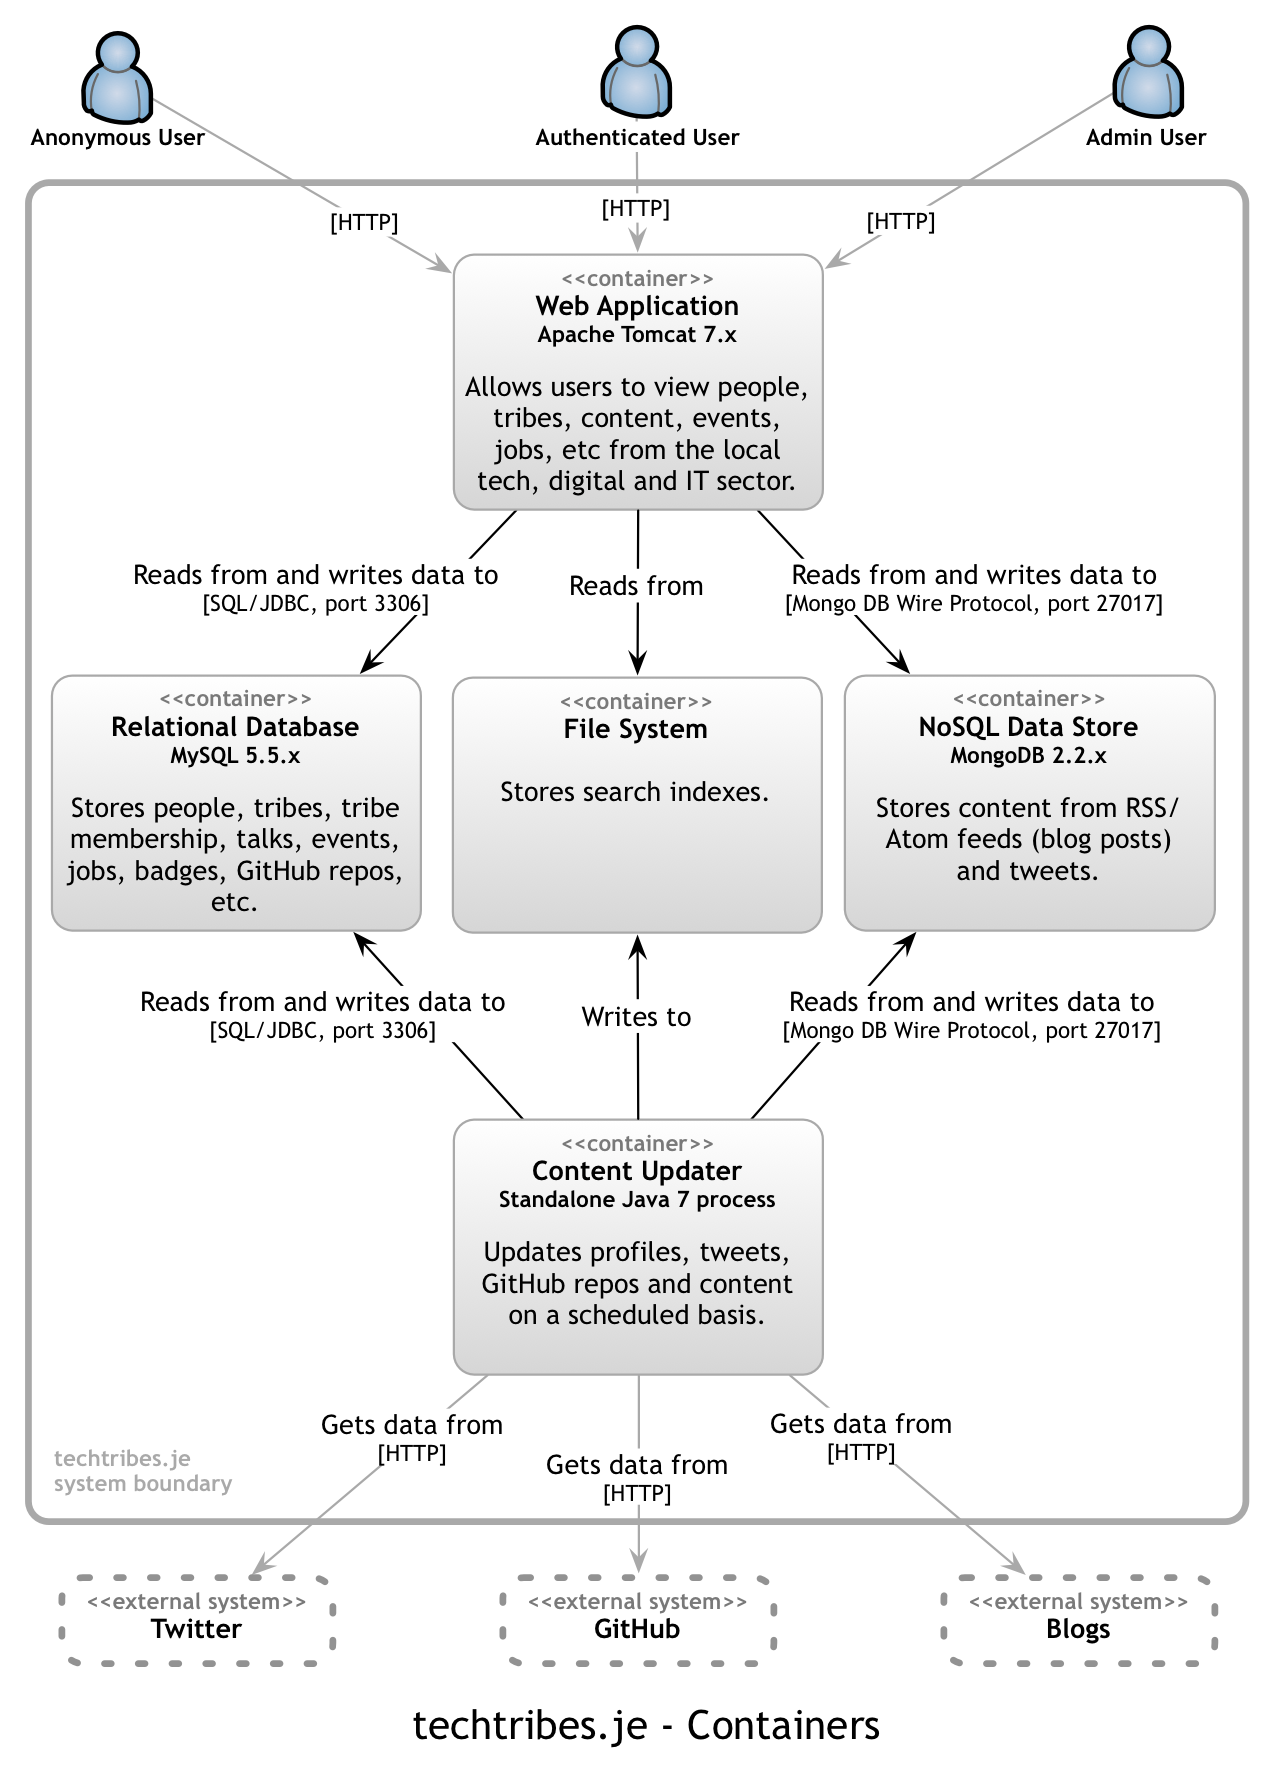 Anonymous User
Authenticated User
Admin User
[HTTP]
[HTTP]
[HTTP]
<<container>>
Web Application
Apache Tomcat 7.x
Allows users to view people,
tribes, content, events,
jobs, etc from the local
tech, digital and IT sector.
Reads from and writes data to
[SQL/JDBC, port 3306]
Reads from
Reads from and writes data to
[Mongo DB Wire Protocol, port 27017]
<<container>>
Relational Database
MySQL 5.5.x
Stores people, tribes, tribe
membership, talks, events,
jobs, badges, GitHub repos,
etc.
<<container>>
File System
Stores search indexes.
<<container>>
NoSQL Data Store
MongoDB 2.2.x
Stores content from RSS/
Atom feeds (blog posts)
and tweets.
Reads from and writes data to
[SQL/JDBC, port 3306]
Writes to
Reads from and writes data to
[Mongo DB Wire Protocol, port 27017]
<<container>>
Content Updater
Standalone Java 7 process
Updates profiles, tweets,
GitHub repos and content
on a scheduled basis.
Gets data from
[HTTP]
Gets data from
[HTTP]
Gets data from
[HTTP]
techtribes.je
system boundary
<<external system>>
Twitter
<<external system>>
GitHub
<<external system>>
Blogs
techtribes.je - Containers